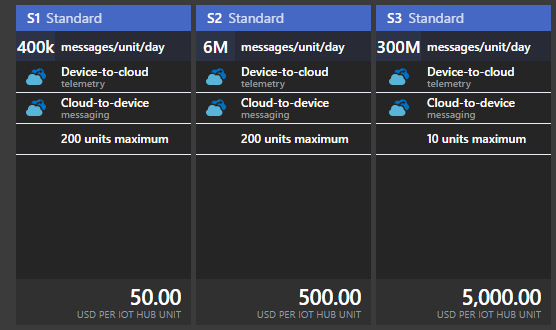 S1 Standard
400k messages/unit/day
Device-to-cloud
telemetry
Cloud-to-device
messaging
200 units maximum
50.00
USD PER IOT HUB UNIT
S2 Standard
6M messages/unit/day
Device-to-cloud
telemetry
Cloud-to-device
messaging
200 units maximum
500.00
USD PER IOT HUB UNIT
S3 Standard
300M messages/unit/day
Device-to-cloud
telemetry
Cloud-to-device
messaging
10 units maximum
5,000.00
USD PER IOT HUB UNIT